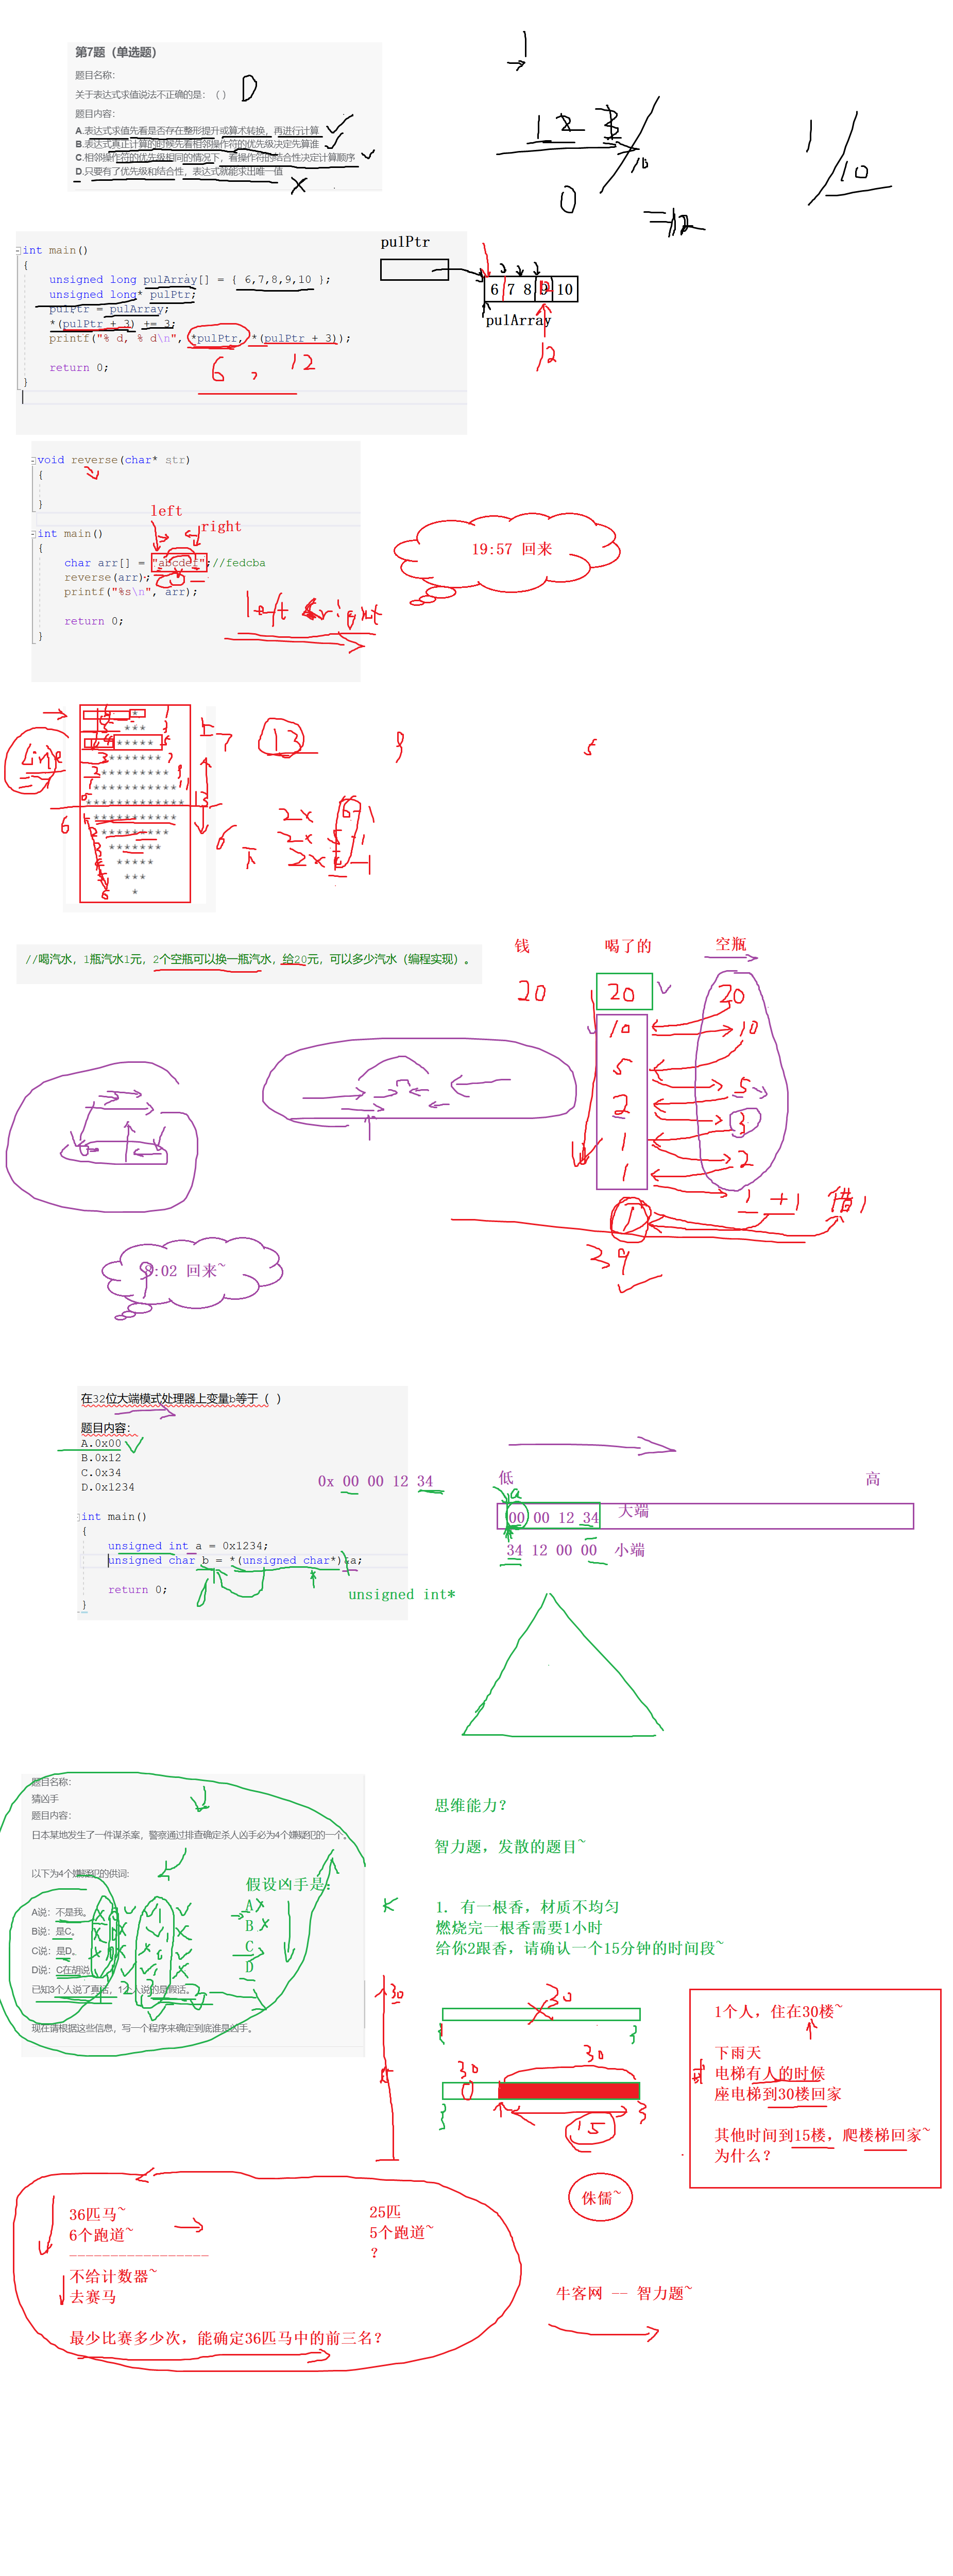 第7题（单选题）
题目名称：
关于表达式求值说法不正确的是：（ ） D
题目内容：
A.表达式求值先看是否存在整形提升或算术转换，再进行计算
B.表达式真正计算的时候先看相邻操作符的优先级决定先算谁
C.相邻操作符的优先级相同的情况下，看操作符的结合性决定计算顺序
D.只要有了优先级和结合性，表达式就能求出唯一值
1
1 2 3
10
0
=12
1
10
pulPtr
int main()
{
unsigned long pulArray[] = { 6,7,8,9,10 };
unsigned long* pulPtr;
pulPtr = pulArray;
*(pulPtr + 3) += 3;
printf("% d, % d\n", *pulPtr, *(pulPtr + 3));
return 0;
}
6 , 12
6 7 8 9 10
12
pulArray
12
void reverse(char* str)
{
}
left
right
int main()
{
char arr[] = "abcdef";//fedcba
reverse(arr);
printf("%s\n", arr);
return 0;
}
left < right
19:57 回来
line
*
***
*****
*******
*********
***********
*************
***********
*********
*******
*****
***
*
上 7
13
13
9
5
6
下 6
2x 6-1
2x 5-1
2x 4-1
//喝汽水，1瓶汽水1元，2个空瓶可以换一瓶汽水，给20元，可以多少汽水（编程实现）。
钱 喝了的 空瓶
20 20 20
10 10
5 5
2 3
1 2
1 1 +1 借1
1
39
8:02 回来~
在32位大端模式处理器上变量b等于（ ）
题目内容：
A.0x00
B.0x12
C.0x34
D.0x1234
int main()
{
unsigned int a = 0x1234;
unsigned char b = *(unsigned char*)&a;
return 0;
}
0x 00 00 12 34
unsigned int*
低 高
a
00 00 12 34 大端
34 12 00 00 小端
题目名称：
猜凶手
题目内容：
日本某地发生了一件谋杀案，警察通过排查确定杀人凶手必为4个嫌疑犯的一个。
以下为4个嫌疑犯的供词:
A说：不是我。
B说：是C。
C说：是D。
D说：C在胡说
已知3个人说了真话，1个人说的是假话。
现在请根据这些信息，写一个程序来确定到底谁是凶手。
假设凶手是：
A
B
C
D
思维能力？
智力题，发散的题目~
K
1. 有一根香，材质不均匀
燃烧完一根香需要1小时
给你2跟香，请确认一个15分钟的时间段~
30
30
30 30
15
1个人，住在30楼~
下雨天
电梯有人的时候
座电梯到30楼回家
其他时间到15楼，爬楼梯回家~
为什么？
侏儒~
36匹马~
6个跑道~
-----------------
不给计数器~
去赛马
最少比赛多少次，能确定36匹马中的前三名？
25匹
5个跑道~
？
牛客网 -- 智力题~